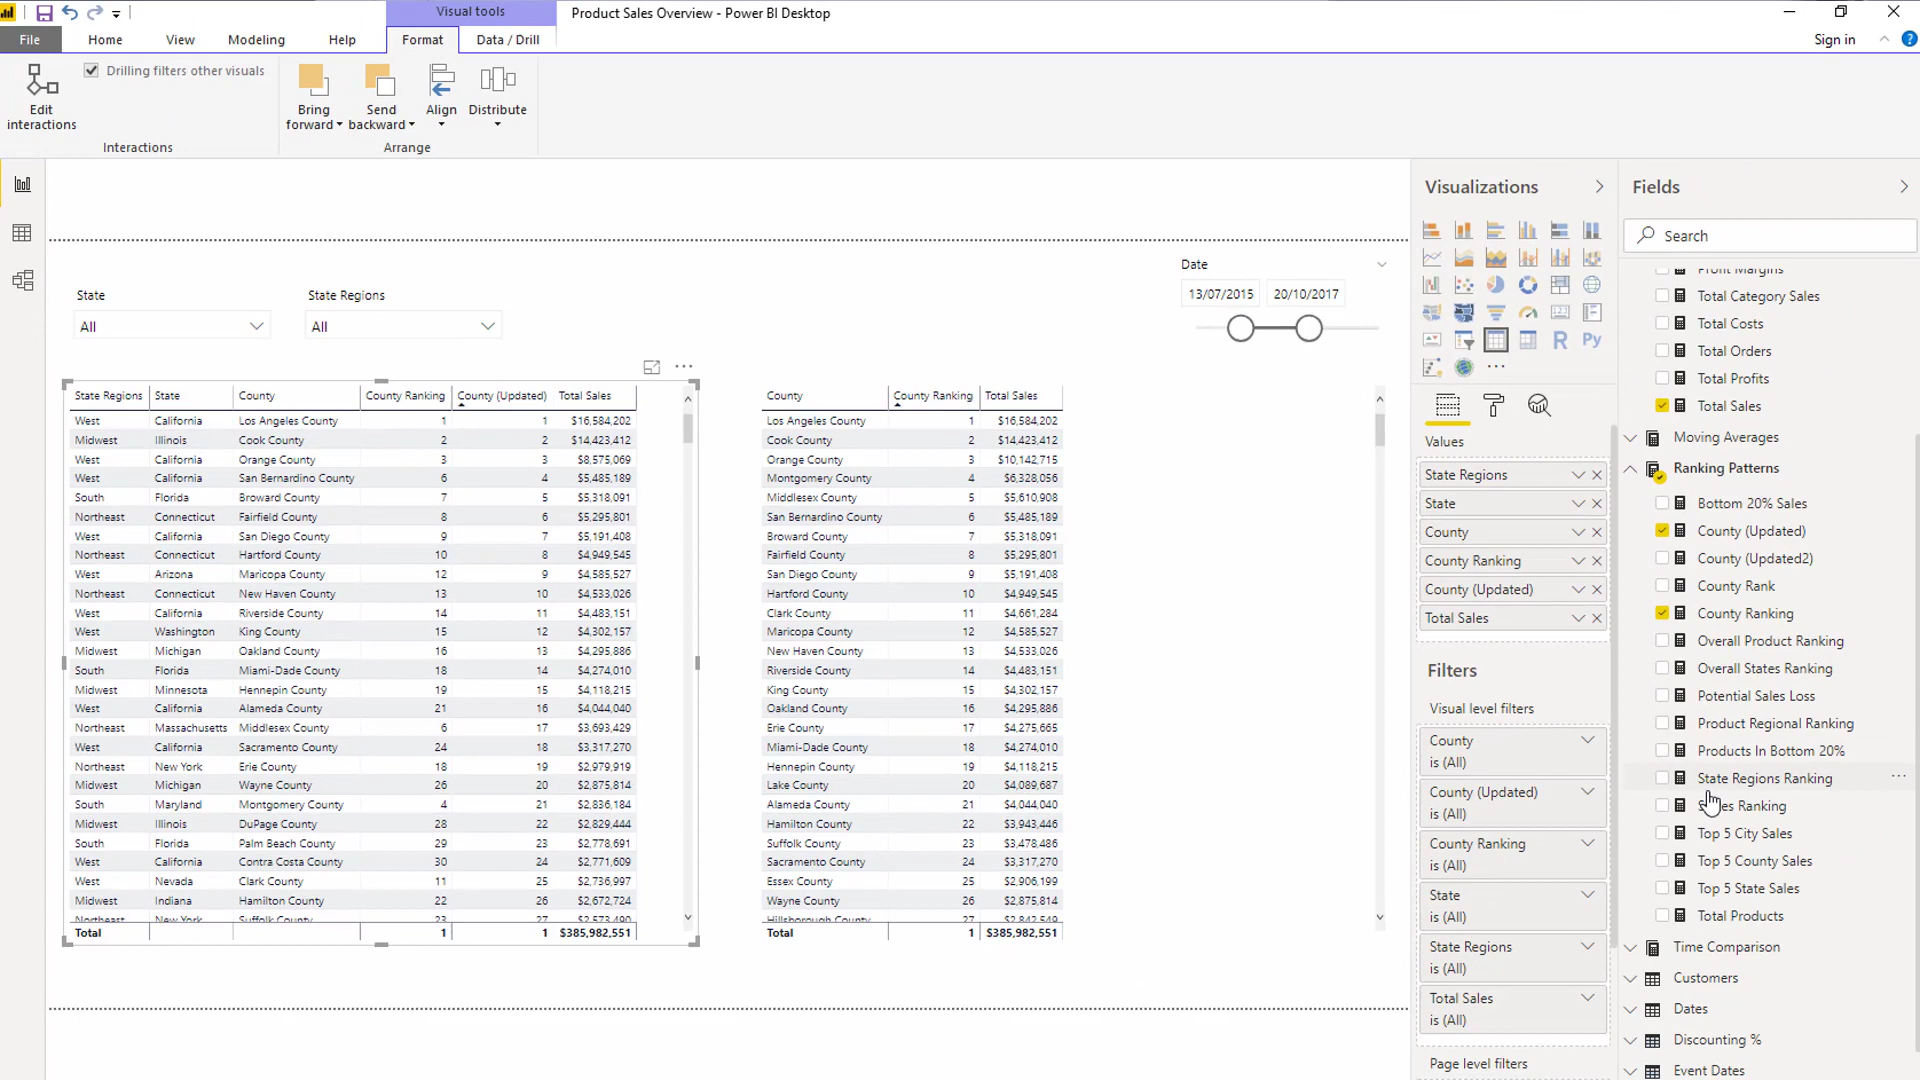 Visual tools
Product Sales Overview - Power BI Desktop
File
Home
View
Modeling
Help
Format
Data / Drill
Sign in
Edit interactions
Drilling filters other visuals
Bring forward
Send backward
Align
Distribute
Interactions
Arrange
State
All
State Regions
All
Date
13/07/2015
20/10/2017
State Regions State County County Ranking County (Updated) Total Sales
West California Los Angeles County 1 1 $16,584,202
Midwest Illinois Cook County 2 2 $14,423,412
West California Orange County 3 3 $8,575,069
West California San Bernardino County 6 4 $5,485,189
South Florida Broward County 7 5 $5,318,091
Northeast Connecticut Fairfield County 8 6 $5,295,801
West California San Diego County 9 7 $5,191,408
Northeast Connecticut Hartford County 10 8 $4,949,545
West Arizona Maricopa County 12 9 $4,585,527
Northeast Connecticut New Haven County 13 10 $4,533,026
West California Riverside County 14 11 $4,483,151
West Washington King County 15 12 $4,302,157
Midwest Michigan Oakland County 16 13 $4,295,886
South Florida Miami-Dade County 18 14 $4,274,010
Midwest Minnesota Hennepin County 19 15 $4,118,215
West California Alameda County 21 16 $4,044,040
Northeast Massachusetts Middlesex County 6 17 $3,693,429
West California Sacramento County 24 18 $3,317,270
Northeast New York Erie County 18 19 $2,979,919
Midwest Michigan Wayne County 26 20 $2,875,814
South Maryland Montgomery County 4 21 $2,836,184
Midwest Illinois DuPage County 28 22 $2,829,444
South Florida Palm Beach County 29 23 $2,778,691
West California Contra Costa County 30 24 $2,771,609
West Nevada Clark County 11 25 $2,736,997
Midwest Indiana Hamilton County 22 26 $2,672,724
Northeast New York Suffolk County 23 27 $2,573,490
Total 1 1 $385,982,551
County County Ranking Total Sales
Los Angeles County 1 $16,584,202
Cook County 2 $14,423,412
Orange County 3 $10,142,715
Montgomery County 4 $6,328,056
Middlesex County 5 $5,610,908
San Bernardino County 6 $5,485,189
Broward County 7 $5,318,091
Fairfield County 8 $5,295,801
San Diego County 9 $5,191,408
Hartford County 10 $4,949,545
Clark County 11 $4,661,284
Maricopa County 12 $4,585,527
New Haven County 13 $4,533,026
Riverside County 14 $4,483,151
King County 15 $4,302,157
Oakland County 16 $4,295,886
Erie County 17 $4,275,665
Miami-Dade County 18 $4,274,010
Hennepin County 19 $4,118,215
Lake County 20 $4,089,687
Alameda County 21 $4,044,040
Hamilton County 22 $3,943,446
Suffolk County 23 $3,478,486
Sacramento County 24 $3,317,270
Essex County 25 $2,906,199
Wayne County 26 $2,875,814
Hillsborough County 27 $2,842,549
Total 1 $385,982,551
Visualizations
R
Py
Values
State Regions
State
County
County Ranking
County (Updated)
Total Sales
Filters
Visual level filters
County
is (All)
County (Updated)
is (All)
County Ranking
is (All)
State
is (All)
State Regions
is (All)
Total Sales
is (All)
Page level filters
Fields
Search
Profit Margins
Total Category Sales
Total Costs
Total Orders
Total Profits
Total Sales
Moving Averages
Ranking Patterns
Bottom 20% Sales
County (Updated)
County (Updated2)
County Rank
County Ranking
Overall Product Ranking
Overall States Ranking
Potential Sales Loss
Product Regional Ranking
Products In Bottom 20%
State Regions Ranking
Ranking
Top 5 City Sales
Top 5 County Sales
Top 5 State Sales
Total Products
Time Comparison
Customers
Dates
Discounting %
Event Dates